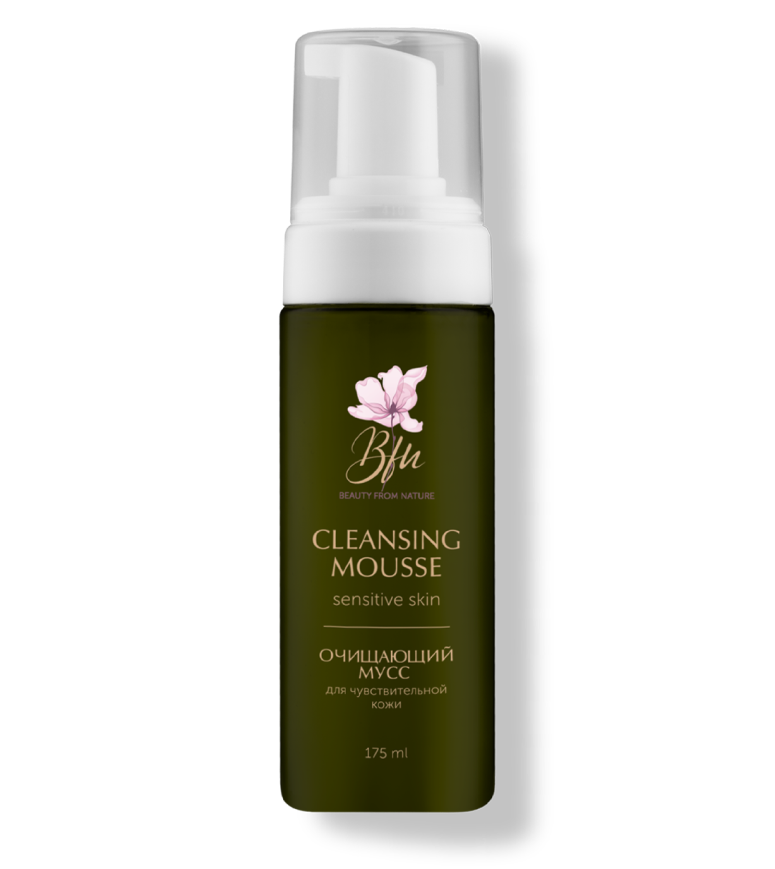 Bfn
BEAUTY FROM NATURE
CLEANSING
MOUSSE
sensitive skin
ОЧИЩАЮЩИЙ
МУСС
для чувствительной
кожи
175 ml